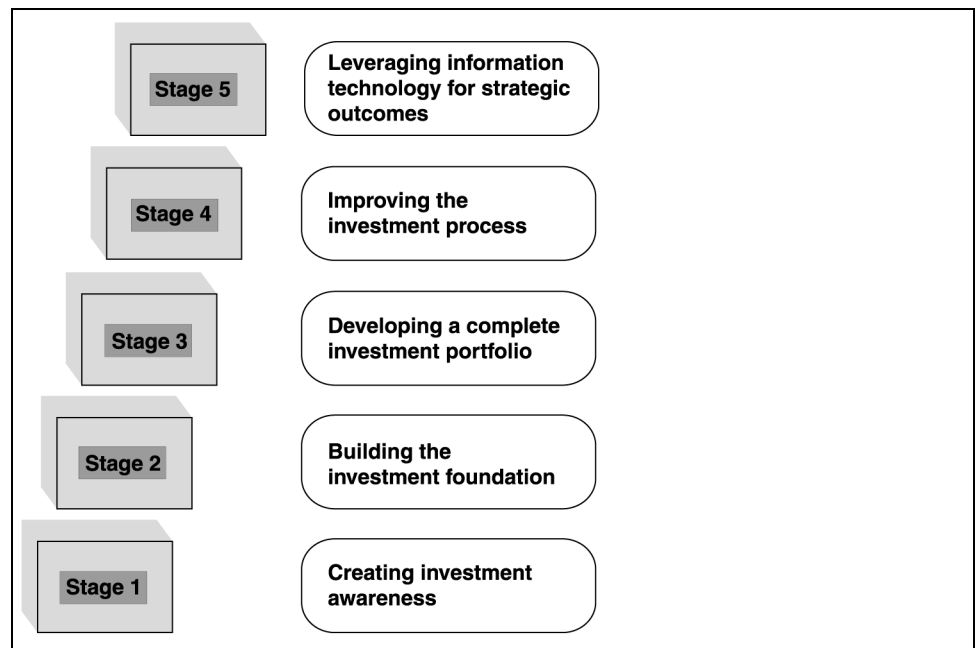 Stage 5
Leveraging information
technology for strategic
outcomes
Stage 4
Improving the
investment process
Stage 3
Developing a complete
investment portfolio
Stage 2
Building the
investment foundation
Stage 1
Creating investment
awareness